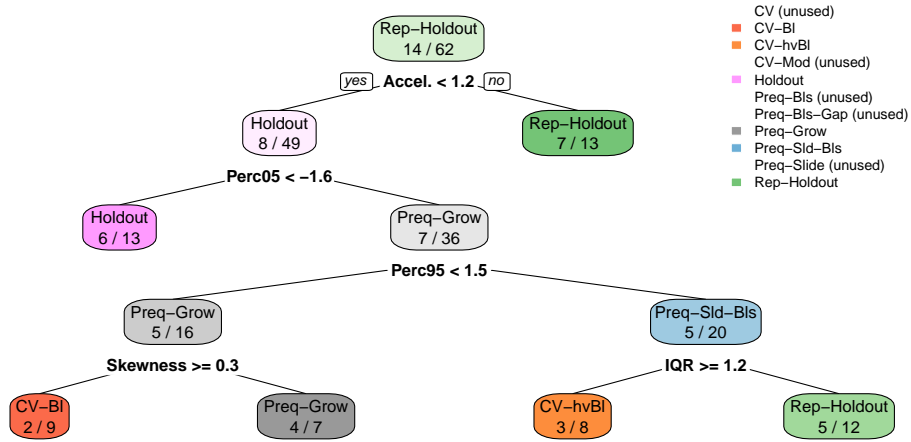 Rep−Holdout
14 / 62
yes
Accel. < 1.2
no
Holdout
8 / 49
Rep−Holdout
7 / 13
Perc05 < −1.6
Holdout
6 / 13
Preq−Grow
7 / 36
Perc95 < 1.5
Preq−Grow
5 / 16
Preq−Sld−Bls
5 / 20
Skewness >= 0.3
IQR >= 1.2
CV−Bl
2 / 9
Preq−Grow
4 / 7
CV−hvBl
3 / 8
Rep−Holdout
5 / 12
CV (unused)
CV−Bl
CV−hvBl
CV−Mod (unused)
Holdout
Preq−Bls (unused)
Preq−Bls−Gap (unused)
Preq−Grow
Preq−Sld−Bls
Preq−Slide (unused)
Rep−Holdout